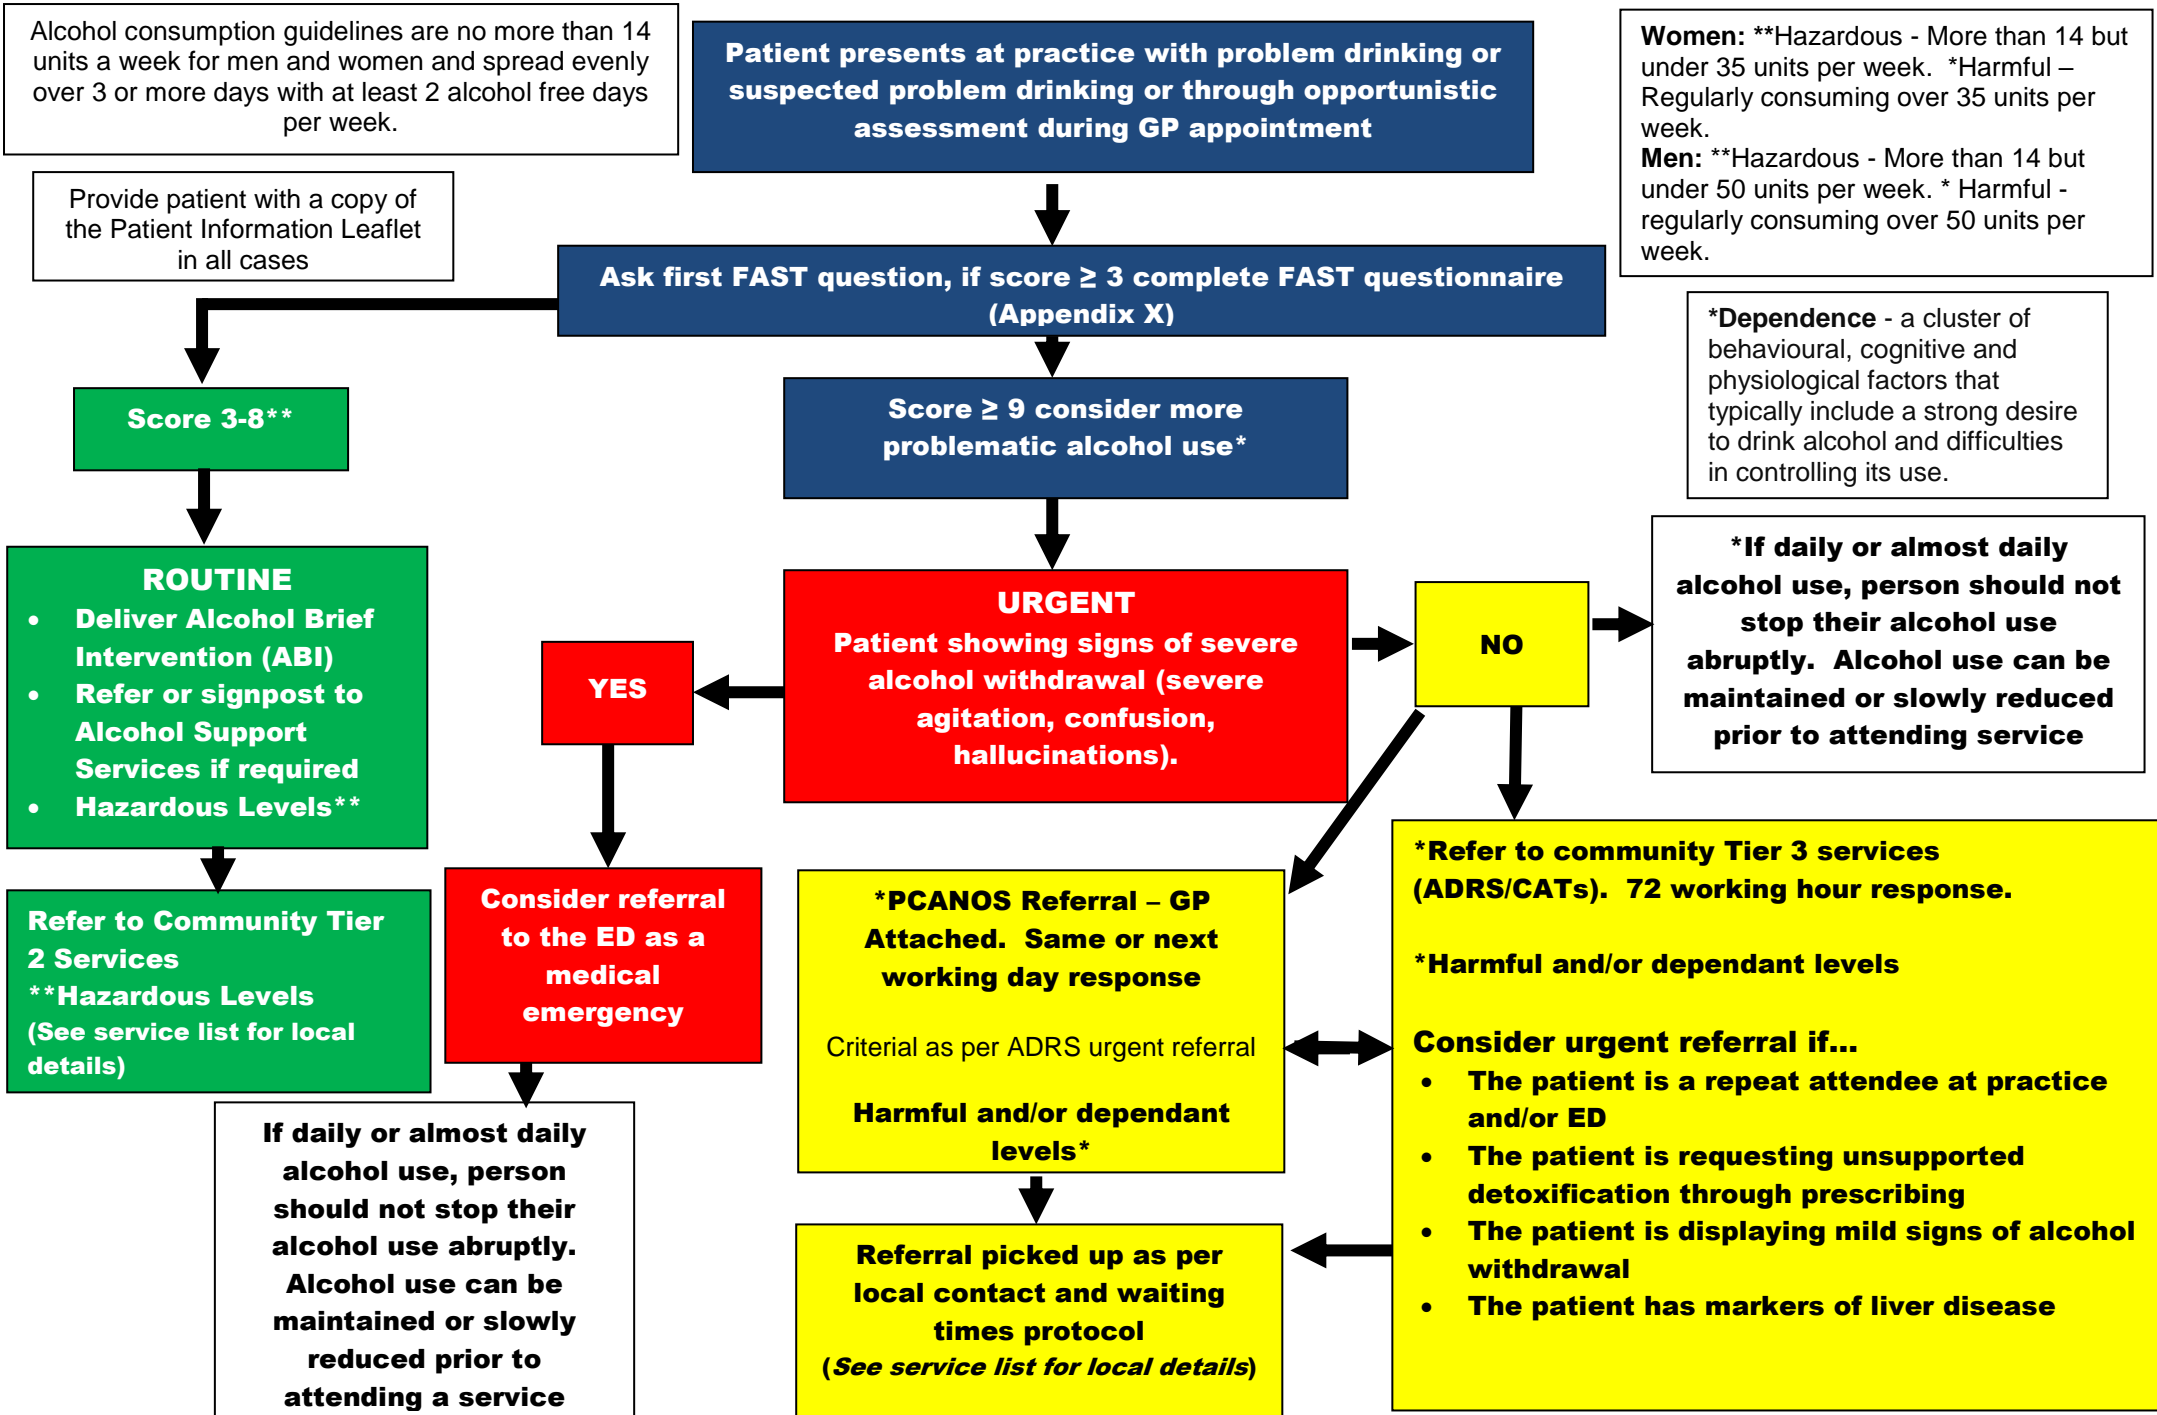 Alcohol consumption guidelines are no more than 14
units a week for men and women and spread evenly
over 3 or more days with at least 2 alcohol free days
per week.
Patient presents at practice with problem drinking or
suspected problem drinking or through opportunistic
assessment during GP appointment
Women: **Hazardous - More than 14 but
under 35 units per week.  *Harmful –
Regularly consuming over 35 units per
week.
Men: **Hazardous - More than 14 but
under 50 units per week. * Harmful -
regularly consuming over 50 units per
week.
Provide patient with a copy of
the Patient Information Leaflet
in all cases
Ask first FAST question, if score ≥ 3 complete FAST questionnaire
(Appendix X)
*Dependence - a cluster of
behavioural, cognitive and
physiological factors that
typically include a strong desire
to drink alcohol and difficulties
in controlling its use.
Score 3-8**
Score ≥ 9 consider more
problematic alcohol use*
ROUTINE
• Deliver Alcohol Brief
Intervention (ABI)
• Refer or signpost to
Alcohol Support
Services if required
• Hazardous Levels**
YES
URGENT
Patient showing signs of severe
alcohol withdrawal (severe
agitation, confusion,
hallucinations).
NO
*If daily or almost daily
alcohol use, person should not
stop their alcohol use
abruptly.  Alcohol use can be
maintained or slowly reduced
prior to attending service
Refer to Community Tier
2 Services
**Hazardous Levels
(See service list for local
details)
Consider referral
to the ED as a
medical
emergency
*PCANOS Referral – GP
Attached.  Same or next
working day response
Criterial as per ADRS urgent referral
Harmful and/or dependant
levels*
*Refer to community Tier 3 services
(ADRS/CATs).  72 working hour response.
*Harmful and/or dependant levels
Consider urgent referral if…
• The patient is a repeat attendee at practice
and/or ED
• The patient is requesting unsupported
detoxification through prescribing
• The patient is displaying mild signs of alcohol
withdrawal
• The patient has markers of liver disease
If daily or almost daily
alcohol use, person
should not stop their
alcohol use abruptly.
Alcohol use can be
maintained or slowly
reduced prior to
attending a service
Referral picked up as per
local contact and waiting
times protocol
(See service list for local details)